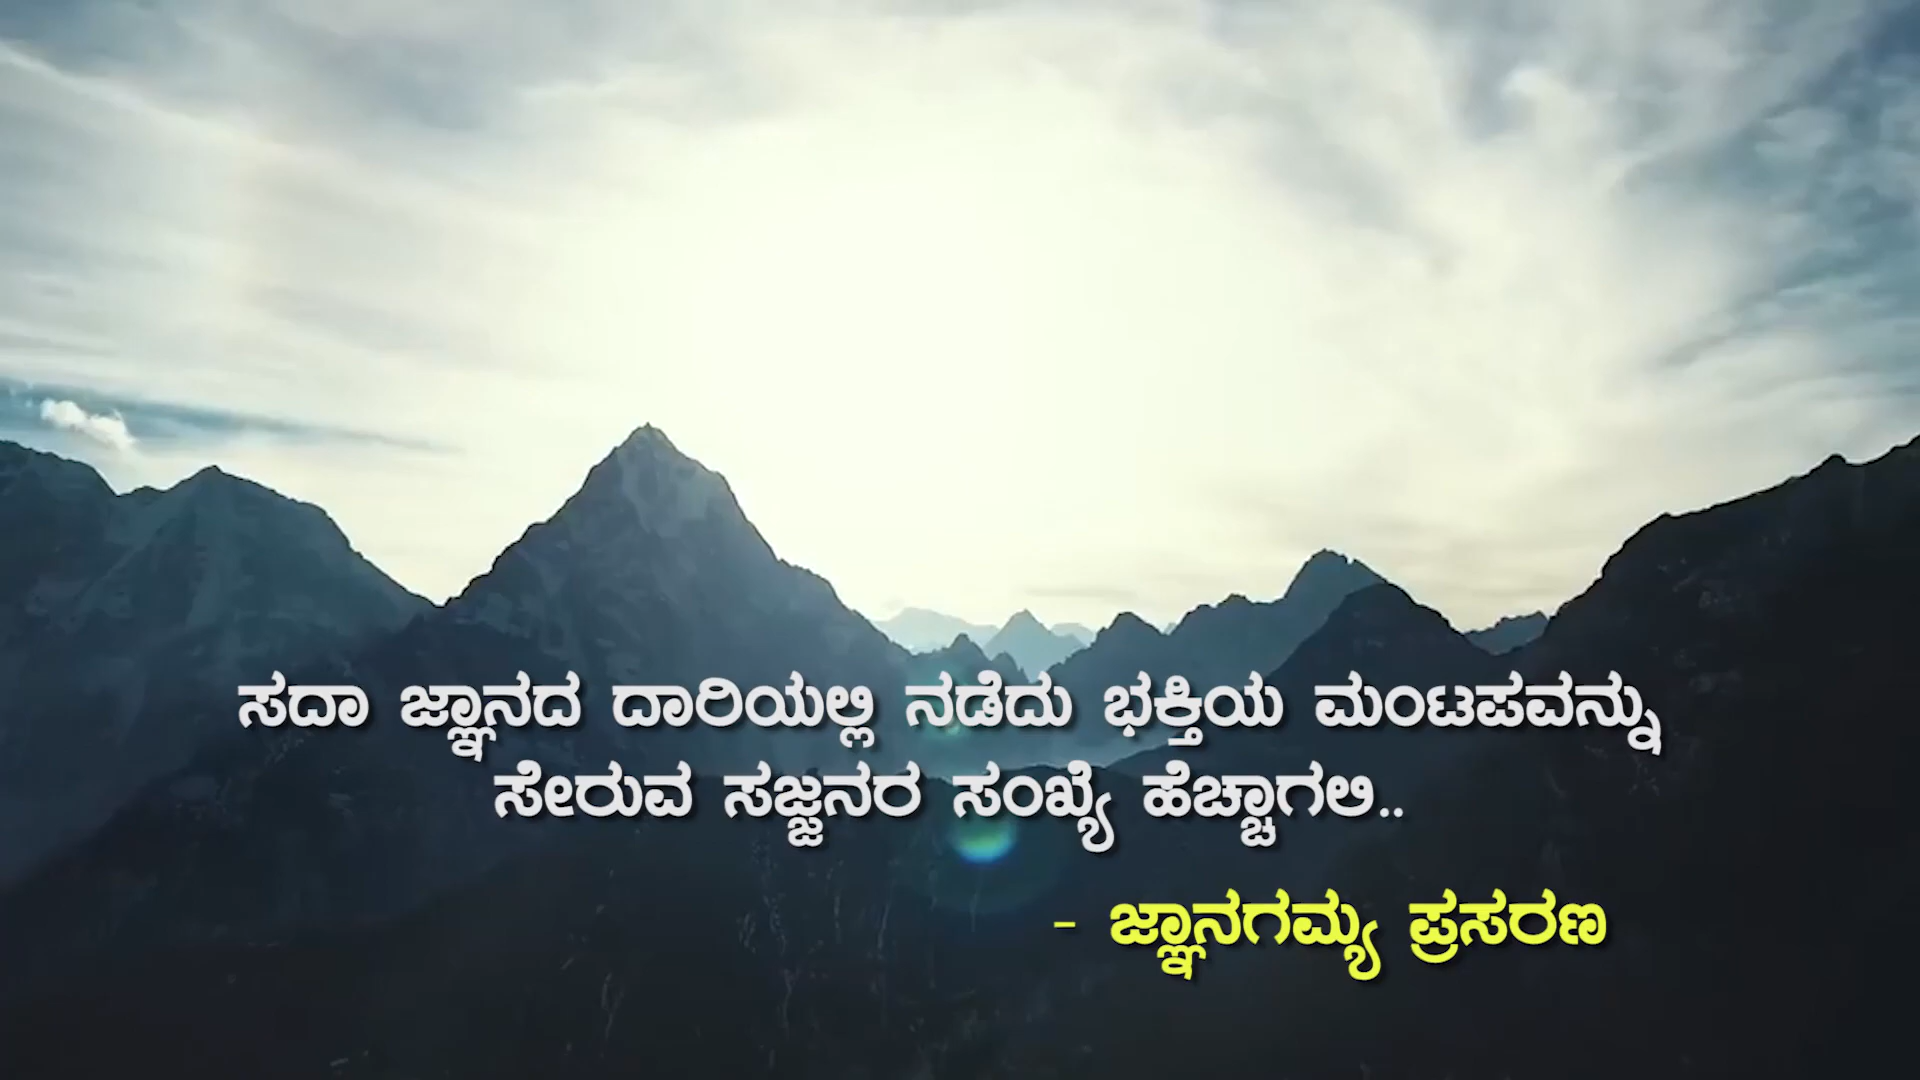 ಸದಾ ಜ್ಞಾನದ ದಾರಿಯಲ್ಲಿ ನಡೆದು ಭಕ್ತಿಯ ಮಂಟಪವನ್ನು
ಸೇರುವ ಸಜ್ಜನರ ಸಂಖ್ಯೆ ಹೆಚ್ಚಾಗಲಿ..
- ಜ್ಞಾನಗಮ್ಯ ಪ್ರಸರಣ